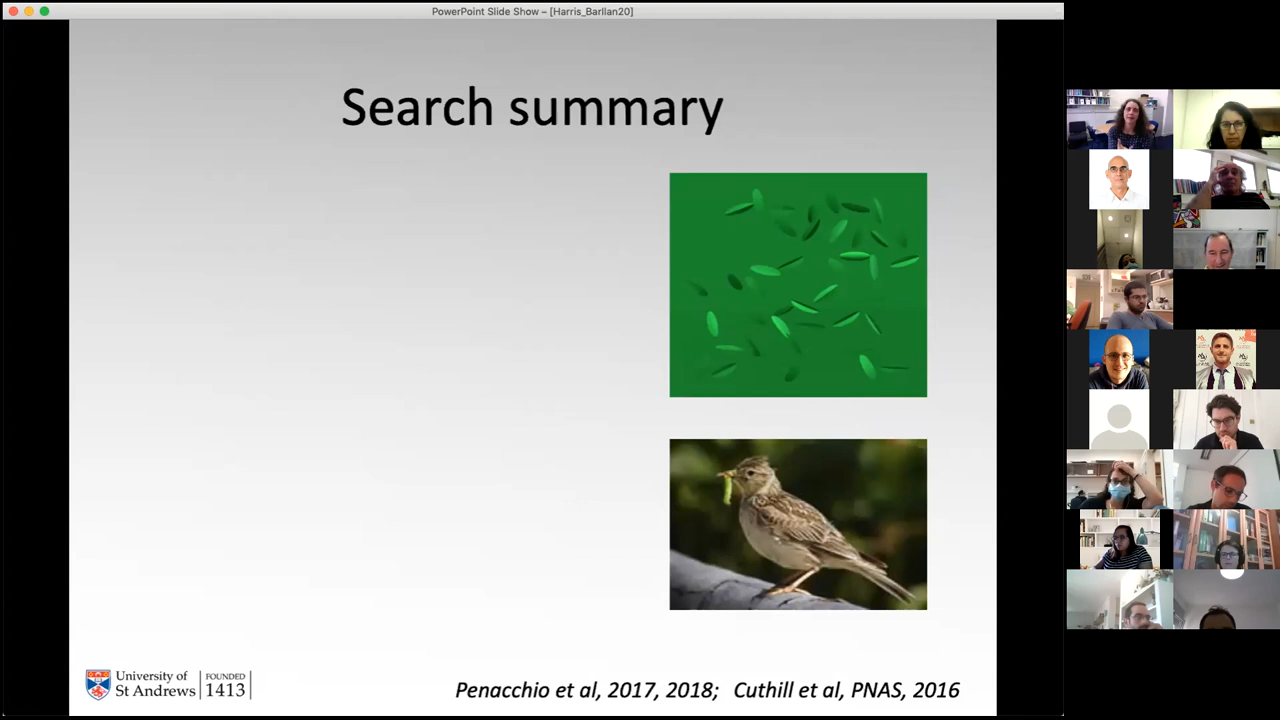 PowerPoint Slide Show – [Harris_BarIlan20]
Search summary
University of
St Andrews
FOUNDED
1413
Penacchio et al, 2017, 2018; Cuthill et al, PNAS, 2016